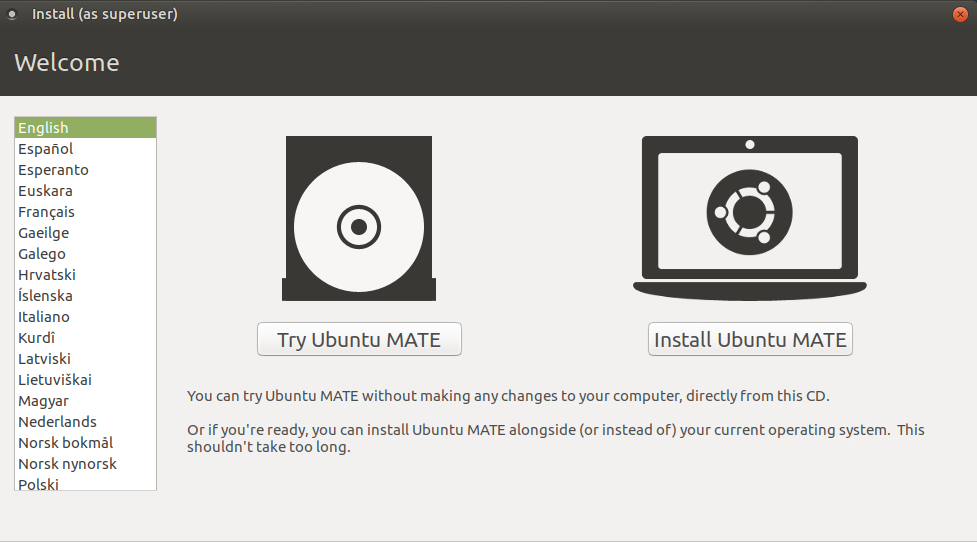 Install (as superuser)
Welcome
English
Español
Esperanto
Euskara
Français
Gaeilge
Galego
Hrvatski
Íslenska
Italiano
Kurdî
Latviski
Lietuviškai
Magyar
Nederlands
Norsk bokmål
Norsk nynorsk
Polski
Try Ubuntu MATE
Install Ubuntu MATE
You can try Ubuntu MATE without making any changes to your computer, directly from this CD.
Or if you're ready, you can install Ubuntu MATE alongside (or instead of) your current operating system.  This
shouldn't take too long.